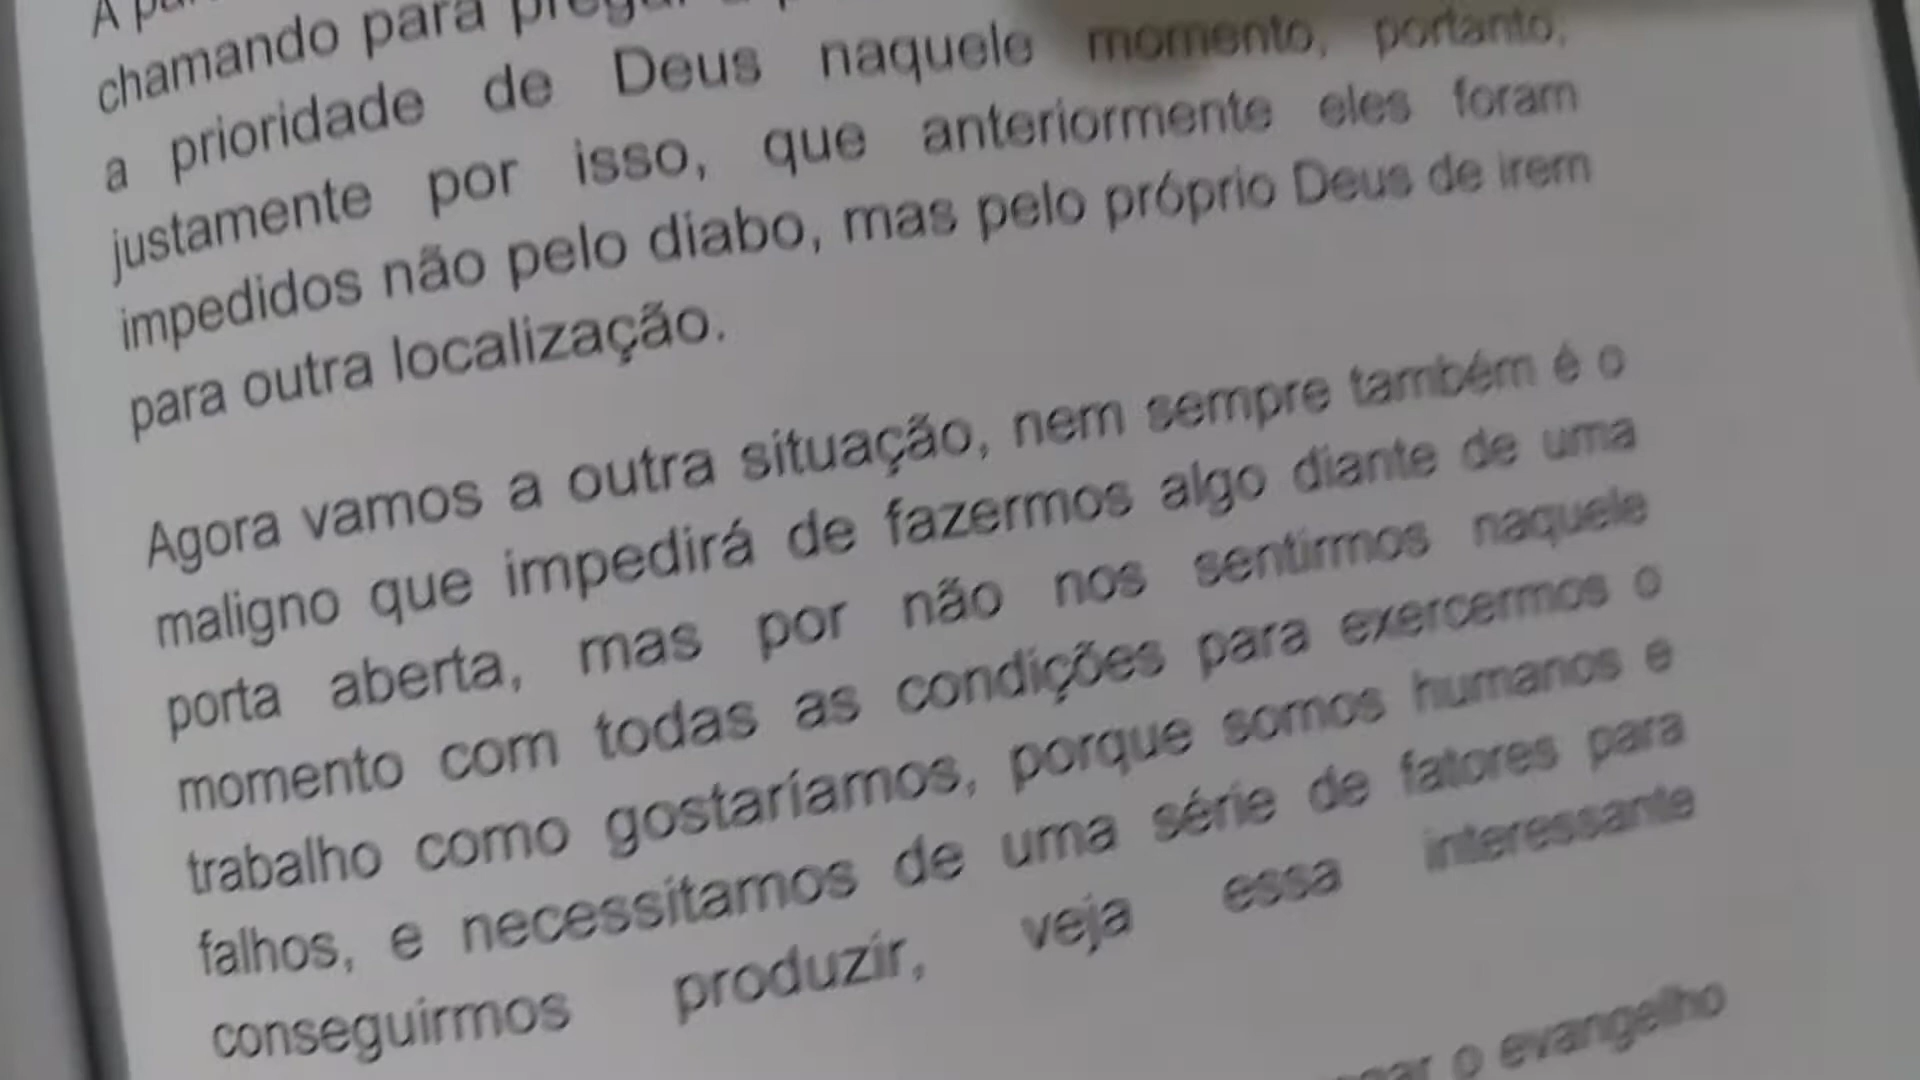 chamando para
a prioridade de Deus naquele momento, portanto,
justamente por isso, que anteriormente eles foram
impedidos não pelo diabo, mas pelo próprio Deus de irem
para outra localização.
Agora vamos a outra situação, nem sempre também é o
maligno que impedirá de fazermos algo diante de uma
porta aberta, mas por não nos sentirmos naquele
momento com todas as condições para exercermos o
trabalho como gostaríamos, porque somos humanos e
falhos, e necessitamos de uma série de fatores para
conseguirmos produzir, veja essa interessante
o evangelho